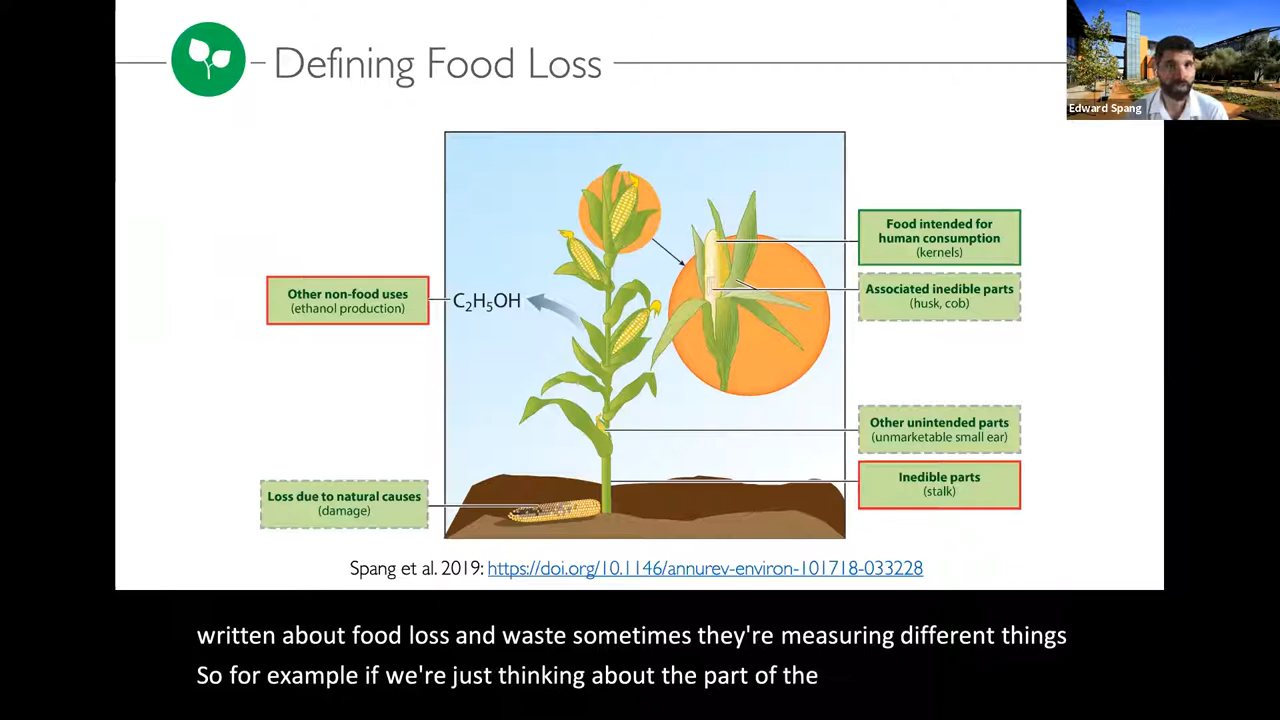 Defining Food Loss
Edward Spang
Food intended for
human consumption
(kernels)
Associated inedible parts
(husk, cob)
Other non-food uses
(ethanol production)
C₂H₅OH
Other unintended parts
(unmarketable small ear)
Inedible parts
(stalk)
Loss due to natural causes
(damage)
Spang et al. 2019: https://doi.org/10.1146/annurev-environ-101718-033228
written about food loss and waste sometimes they're measuring different things
So for example if we're just thinking about the part of the